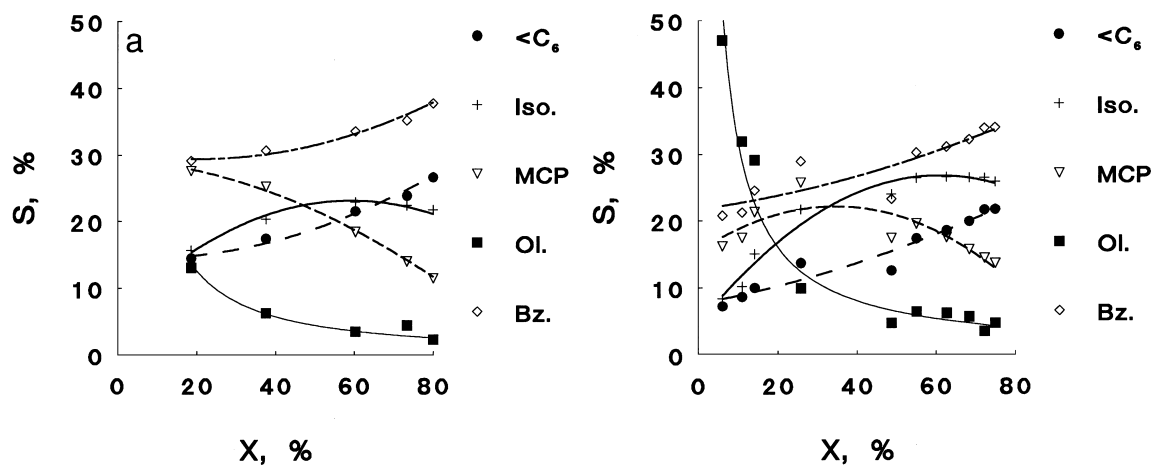 a
50
40
30
20
10
0
S, %
0 20 40 60 80
X, %
<C₆
Iso.
MCP
Ol.
Bz.
50
40
30
20
10
0
S, %
0 20 40 60 80
X, %
<C₆
Iso.
MCP
Ol.
Bz.